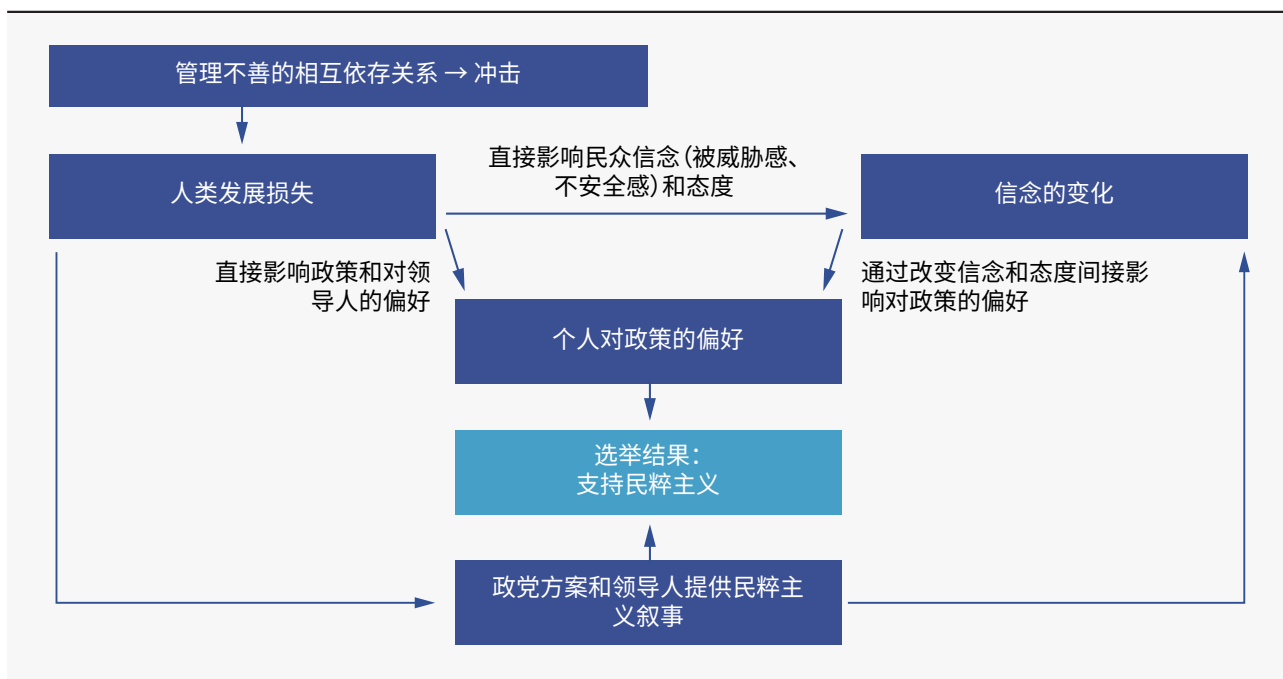 管理不善的相互依存关系 → 冲击
直接影响民众信念（被威胁感、
不安全感）和态度
人类发展损失
信念的变化
直接影响政策和对领
导人的偏好
通过改变信念和态度间接影
响对政策的偏好
个人对政策的偏好
选举结果：
支持民粹主义
政党方案和领导人提供民粹主
义叙事